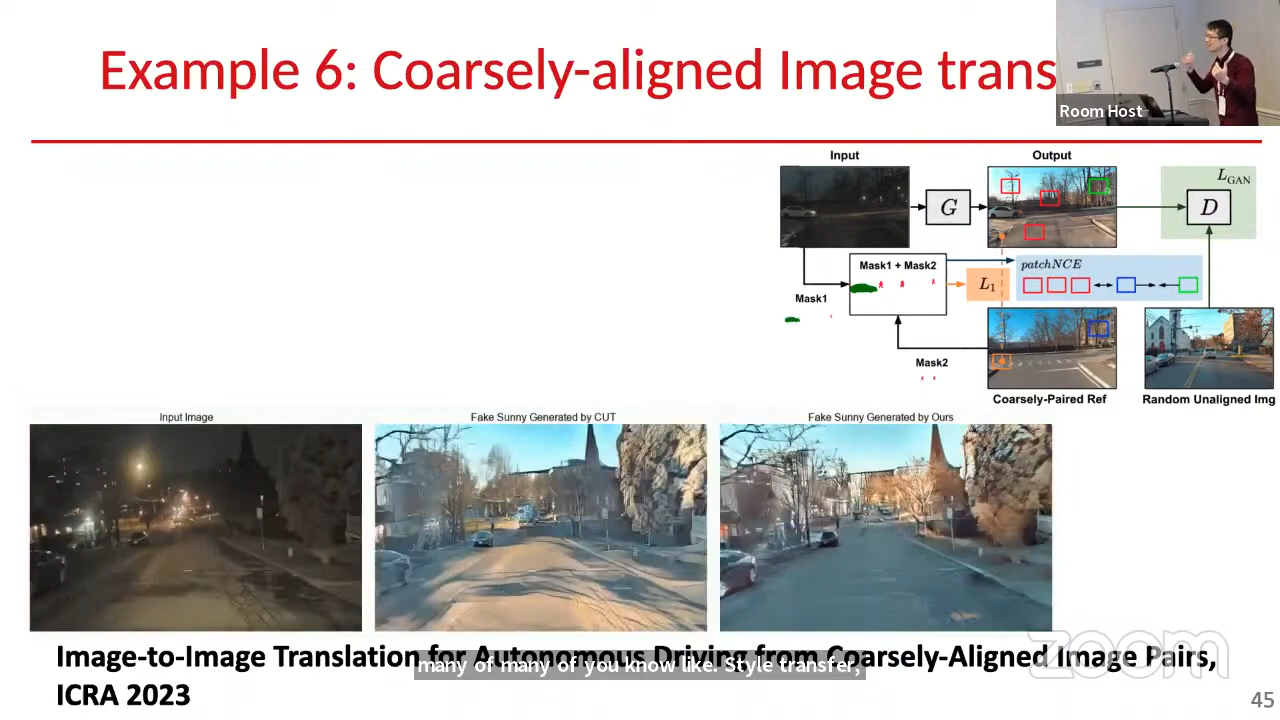 Example 6: Coarsely-aligned Image trans
Room Host
Input
Output
L_GAN
G
D
Mask1 + Mask2
patchNCE
L₁
Mask1
Mask2
Coarsely-Paired Ref
Random Unaligned Img
Input Image
Fake Sunny Generated by CUT
Fake Sunny Generated by Ours
Image-to-Image Translation for Autonomous Driving from Coarsely-Aligned Image Pairs,
many of many of you know like. Style transfer,
ICRA 2023
zoom
45